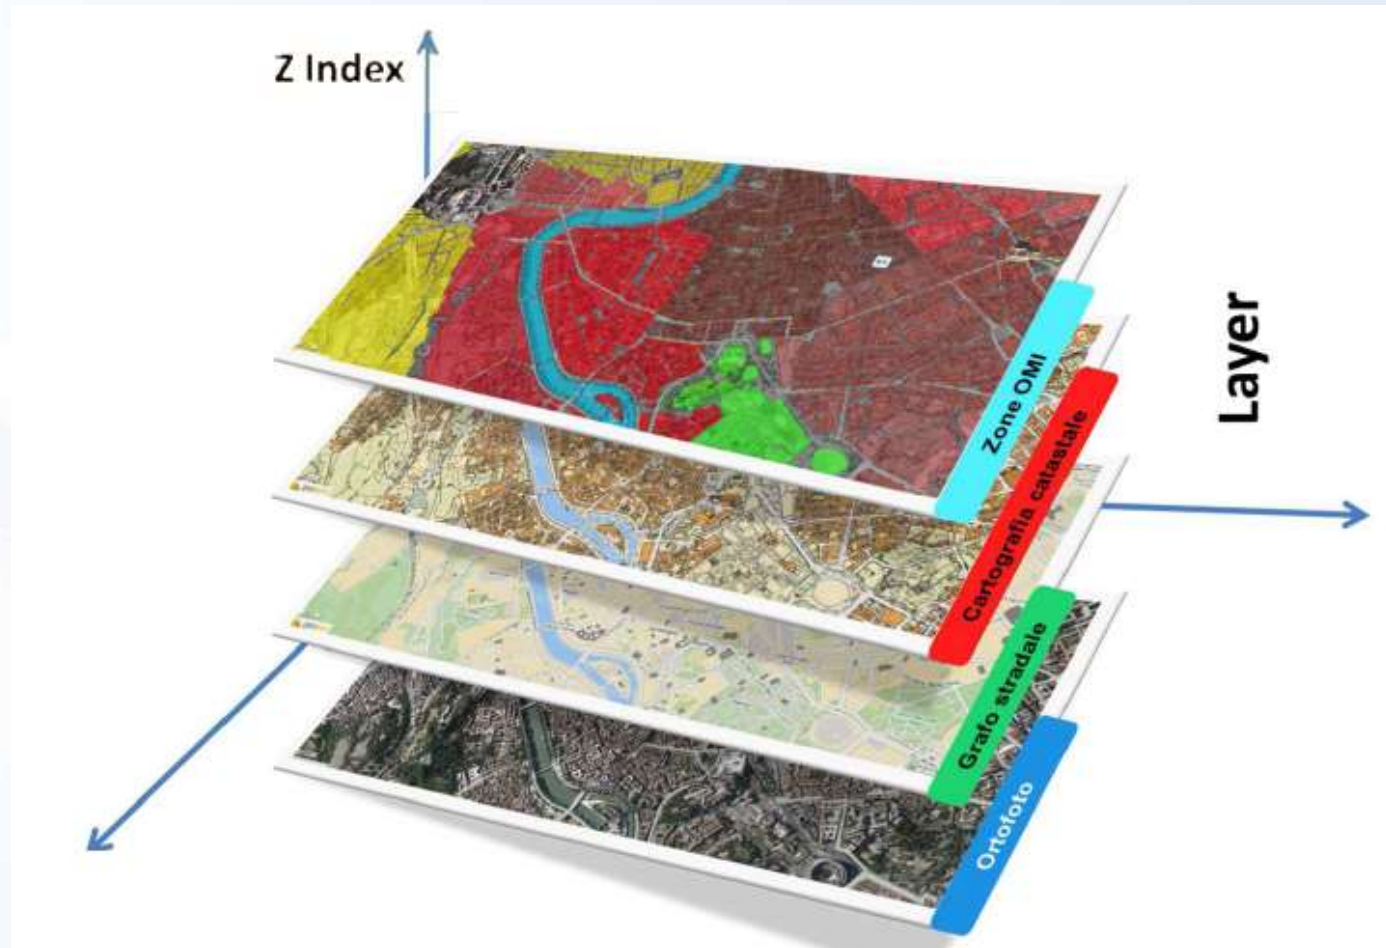 Z Index
Layer
Zone OMI
Cartografia catastale
Grafo stradale
Ortofoto